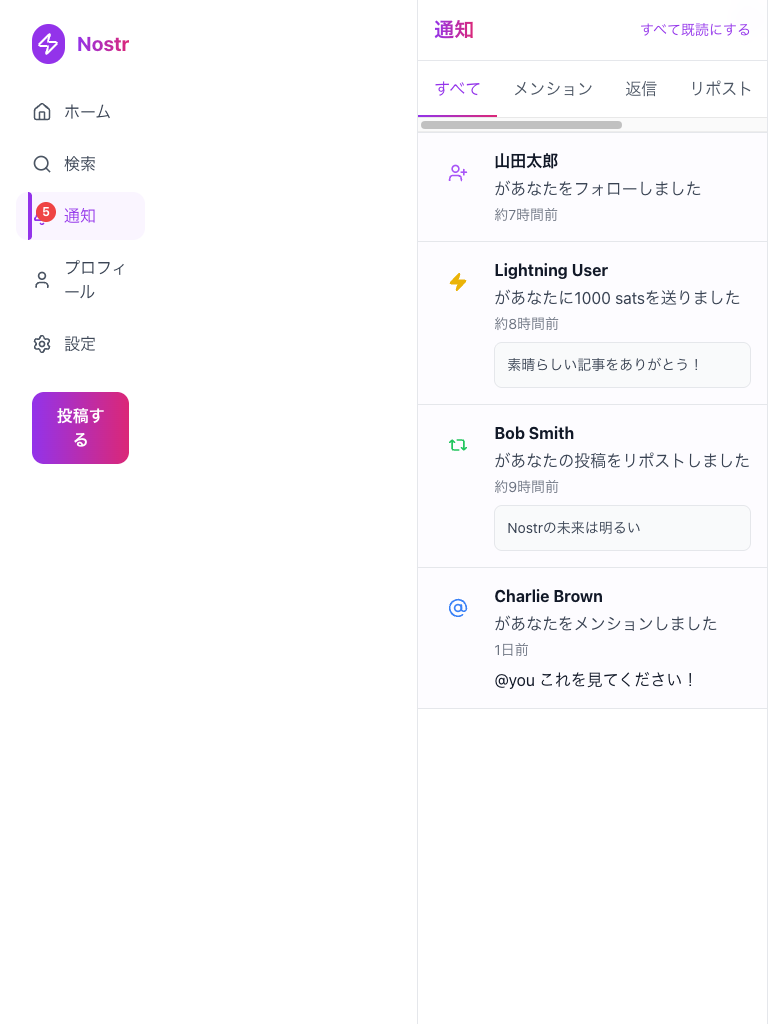 Nostr
ホーム
検索
5
通知
プロフィ
ール
設定
投稿す
る
通知
すべて既読にする
すべて
メンション
返信
リポスト
山田太郎
があなたをフォローしました
約7時間前
Lightning User
があなたに1000 satsを送りました
約8時間前
素晴らしい記事をありがとう！
Bob Smith
があなたの投稿をリポストしました
約9時間前
Nostrの未来は明るい
Charlie Brown
があなたをメンションしました
1日前
@you これを見てください！